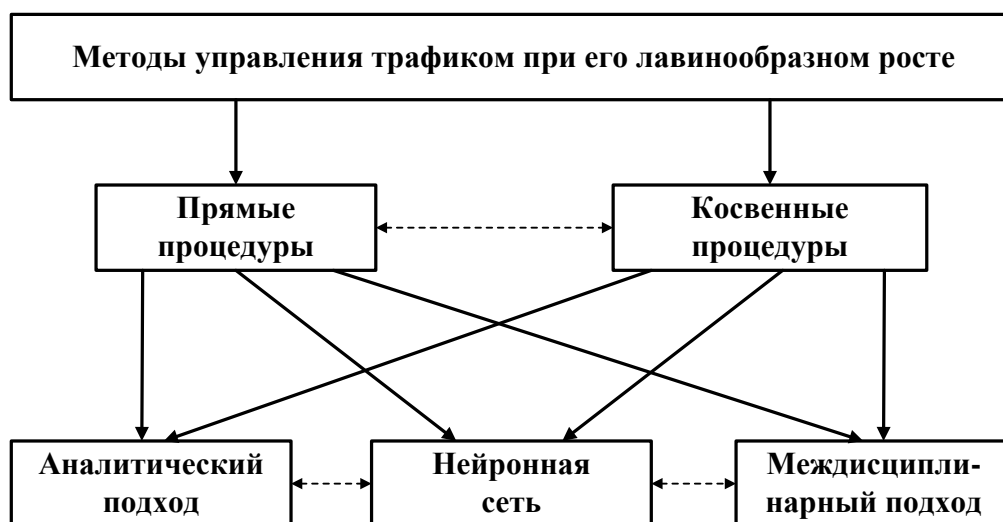 Методы управления трафиком при его лавинообразном росте
Прямые
процедуры
Косвенные
процедуры
Аналитический
подход
Нейронная
сеть
Междисципли-
нарный подход